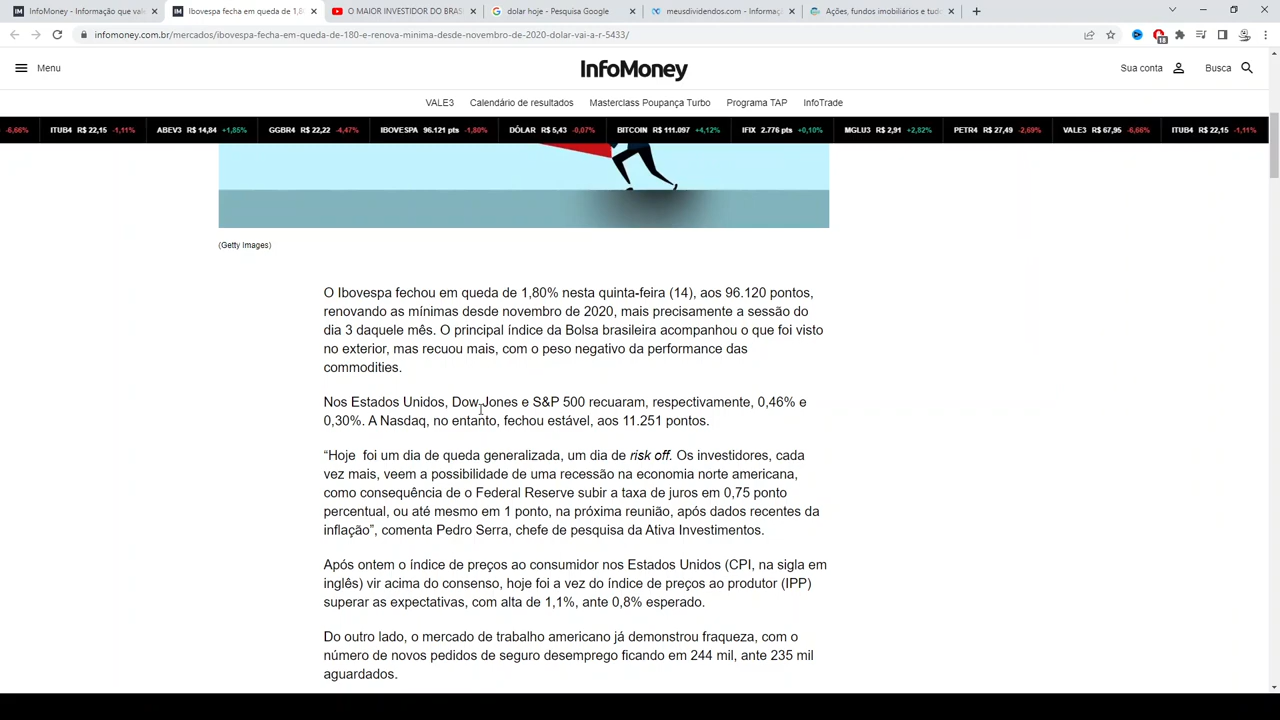 InfoMoney - Informação que vale
Ibovespa fecha em queda de 1,8
O MAIOR INVESTIDOR DO BRAS
dolar hoje - Pesquisa Google
meusdividendos.com - Informaç
Ações, fundos imobiliários e tud
infomoney.com.br/mercados/ibovespa-fecha-em-queda-de-180-e-renova-minima-desde-novembro-de-2020-dolar-vai-a-r-5433/
Menu
InfoMoney
Sua conta
Busca
VALE3 Calendário de resultados Masterclass Poupança Turbo Programa TAP InfoTrade
-6,66% ITUB4 R$ 22,15 -1,11% ABEV3 R$ 14,84 +1,85% GGBR4 R$ 22,22 -4,47% IBOVESPA 96.121 pts -1,80% DÓLAR R$ 5,43 -0,07% BITCOIN R$ 111.097 +4,12% IFIX 2.776 pts +0,10% MGLU3 R$ 2,91 +2,82% PETR4 R$ 27,49 -2,69% VALE3 R$ 67,95 -6,66% ITUB4 R$ 22,15 -1,11%
(Getty Images)
O Ibovespa fechou em queda de 1,80% nesta quinta-feira (14), aos 96.120 pontos,
renovando as mínimas desde novembro de 2020, mais precisamente a sessão do
dia 3 daquele mês. O principal índice da Bolsa brasileira acompanhou o que foi visto
no exterior, mas recuou mais, com o peso negativo da performance das
commodities.
Nos Estados Unidos, Dow Jones e S&P 500 recuaram, respectivamente, 0,46% e
0,30%. A Nasdaq, no entanto, fechou estável, aos 11.251 pontos.
“Hoje foi um dia de queda generalizada, um dia de risk off. Os investidores, cada
vez mais, veem a possibilidade de uma recessão na economia norte americana,
como consequência de o Federal Reserve subir a taxa de juros em 0,75 ponto
percentual, ou até mesmo em 1 ponto, na próxima reunião, após dados recentes da
inflação”, comenta Pedro Serra, chefe de pesquisa da Ativa Investimentos.
Após ontem o índice de preços ao consumidor nos Estados Unidos (CPI, na sigla em
inglês) vir acima do consenso, hoje foi a vez do índice de preços ao produtor (IPP)
superar as expectativas, com alta de 1,1%, ante 0,8% esperado.
Do outro lado, o mercado de trabalho americano já demonstrou fraqueza, com o
número de novos pedidos de seguro desemprego ficando em 244 mil, ante 235 mil
aguardados.